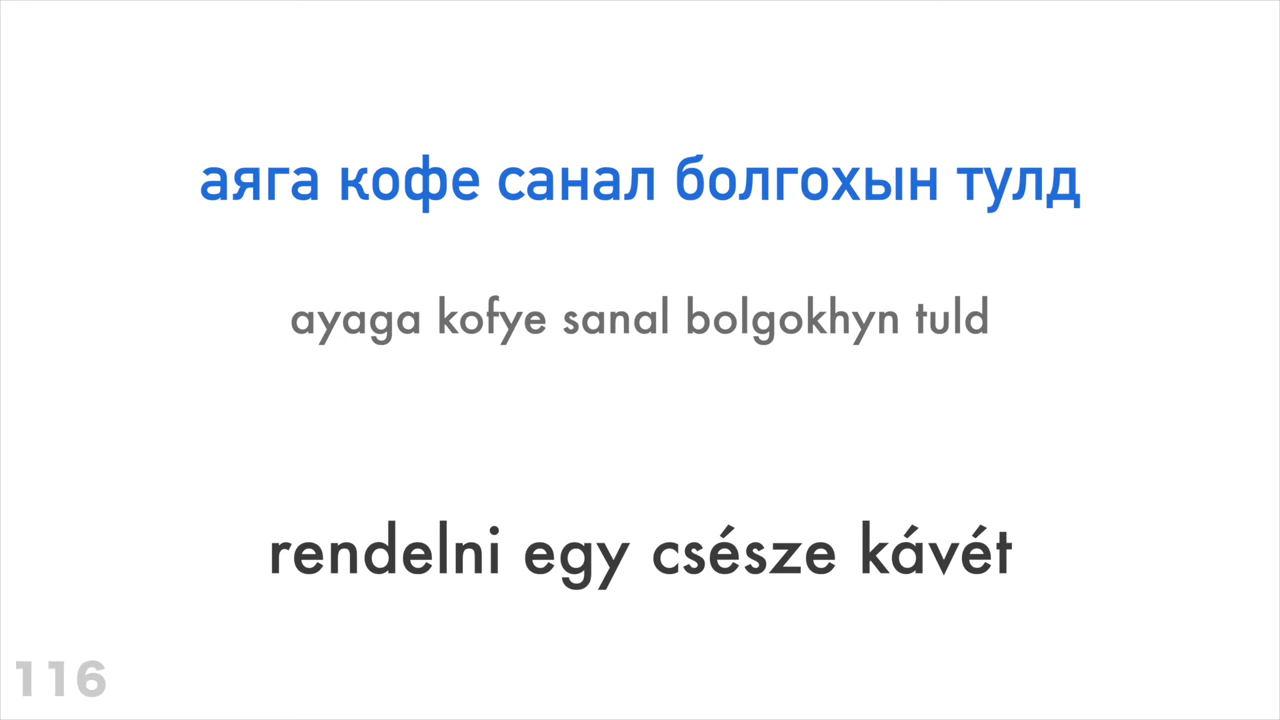 аяга кофе санал болгохын тулд
ayaga kofye sanal bolgokhyn tuld
rendelni egy csésze kávét
116